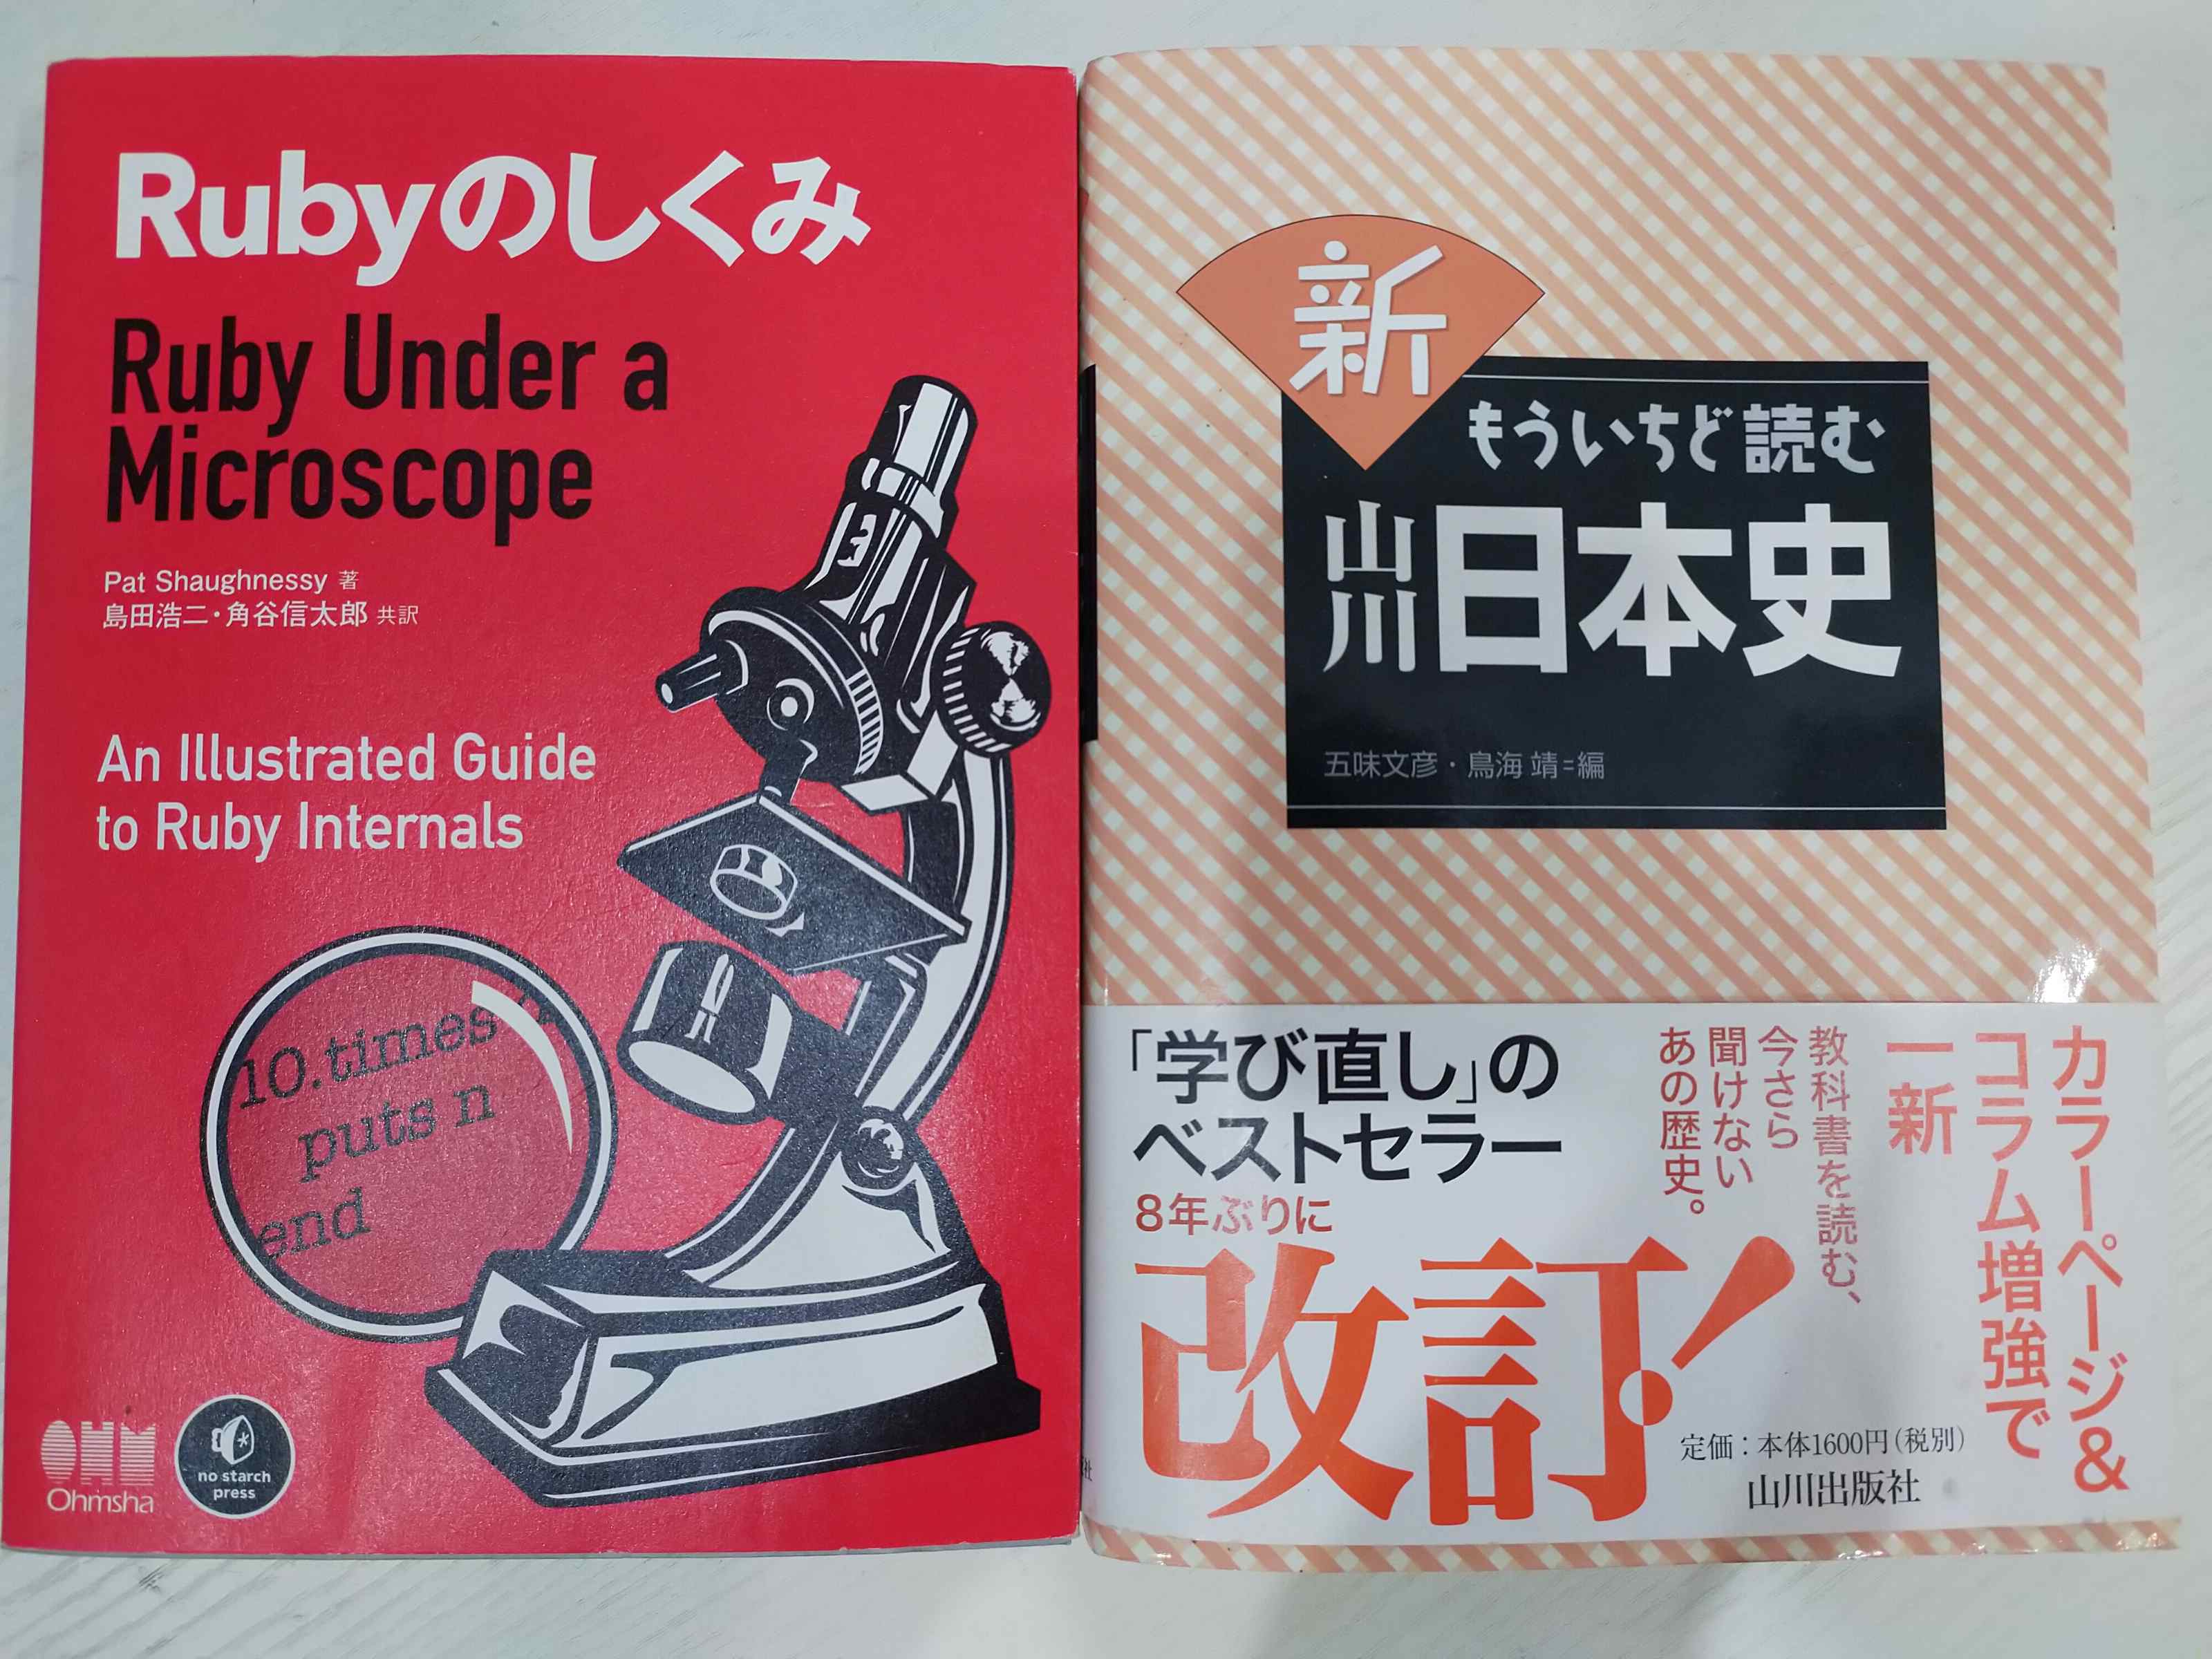 Rubyのしくみ
Ruby Under a
Microscope
Pat Shaughnessy 著
島田浩二・角谷信太郎 共訳
An Illustrated Guide
to Ruby Internals
10.times
puts n
end
OHM
Ohmsha
no starch
press
新
もういちど読む
山川
日本史
五味文彦・鳥海 靖=編
「学び直し」の
ベストセラー
8年ぶりに
改訂!
カラーページ&
コラム増強で
一新
教科書を読む、
今さら
聞けない
あの歴史。
定価：本体1600円（税別）
山川出版社